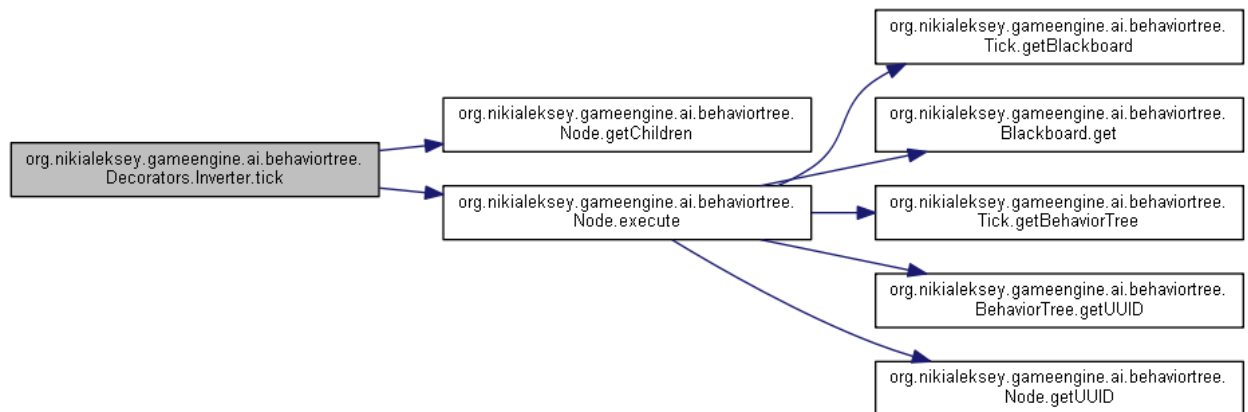 org.nikialeksey.gameengine.ai.behaviortree.
Decorators.Inverter.tick
org.nikialeksey.gameengine.ai.behaviortree.
Node.getChildren
org.nikialeksey.gameengine.ai.behaviortree.
Node.execute
org.nikialeksey.gameengine.ai.behaviortree.
Tick.getBlackboard
org.nikialeksey.gameengine.ai.behaviortree.
Blackboard.get
org.nikialeksey.gameengine.ai.behaviortree.
Tick.getBehaviorTree
org.nikialeksey.gameengine.ai.behaviortree.
BehaviorTree.getUUID
org.nikialeksey.gameengine.ai.behaviortree.
Node.getUUID